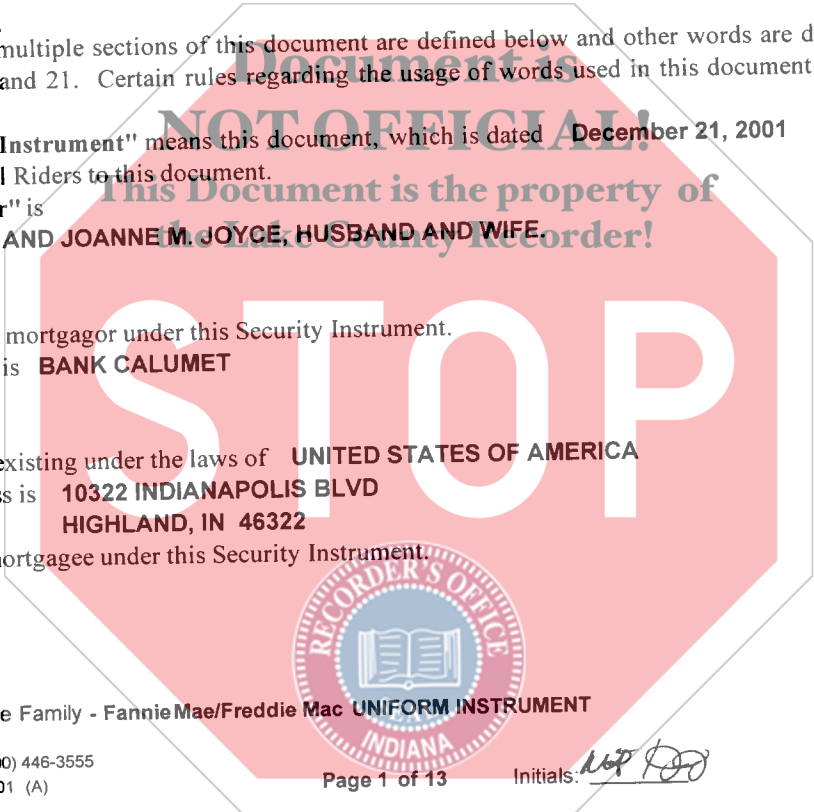 multiple sections of this document are defined below and other words are d
and 21. Certain rules regarding the usage of words used in this document
Document is
Instrument" means this document, which is dated December 21, 2001
NOT OFFICIAL!
l Riders to this document.
This Document is the property of
r" is
AND JOANNE M. JOYCE, HUSBAND AND WIFE.
the Lake County Recorder!
mortgagor under this Security Instrument.
is BANK CALUMET
STOP
existing under the laws of UNITED STATES OF AMERICA
ss is 10322 INDIANAPOLIS BLVD
HIGHLAND, IN 46322
mortgagee under this Security Instrument.
RECORDER'S OFFICE
SEAL
INDIANA
e Family - Fannie Mae/Freddie Mac UNIFORM INSTRUMENT
00) 446-3555
01 (A)
Page 1 of 13
Initials: